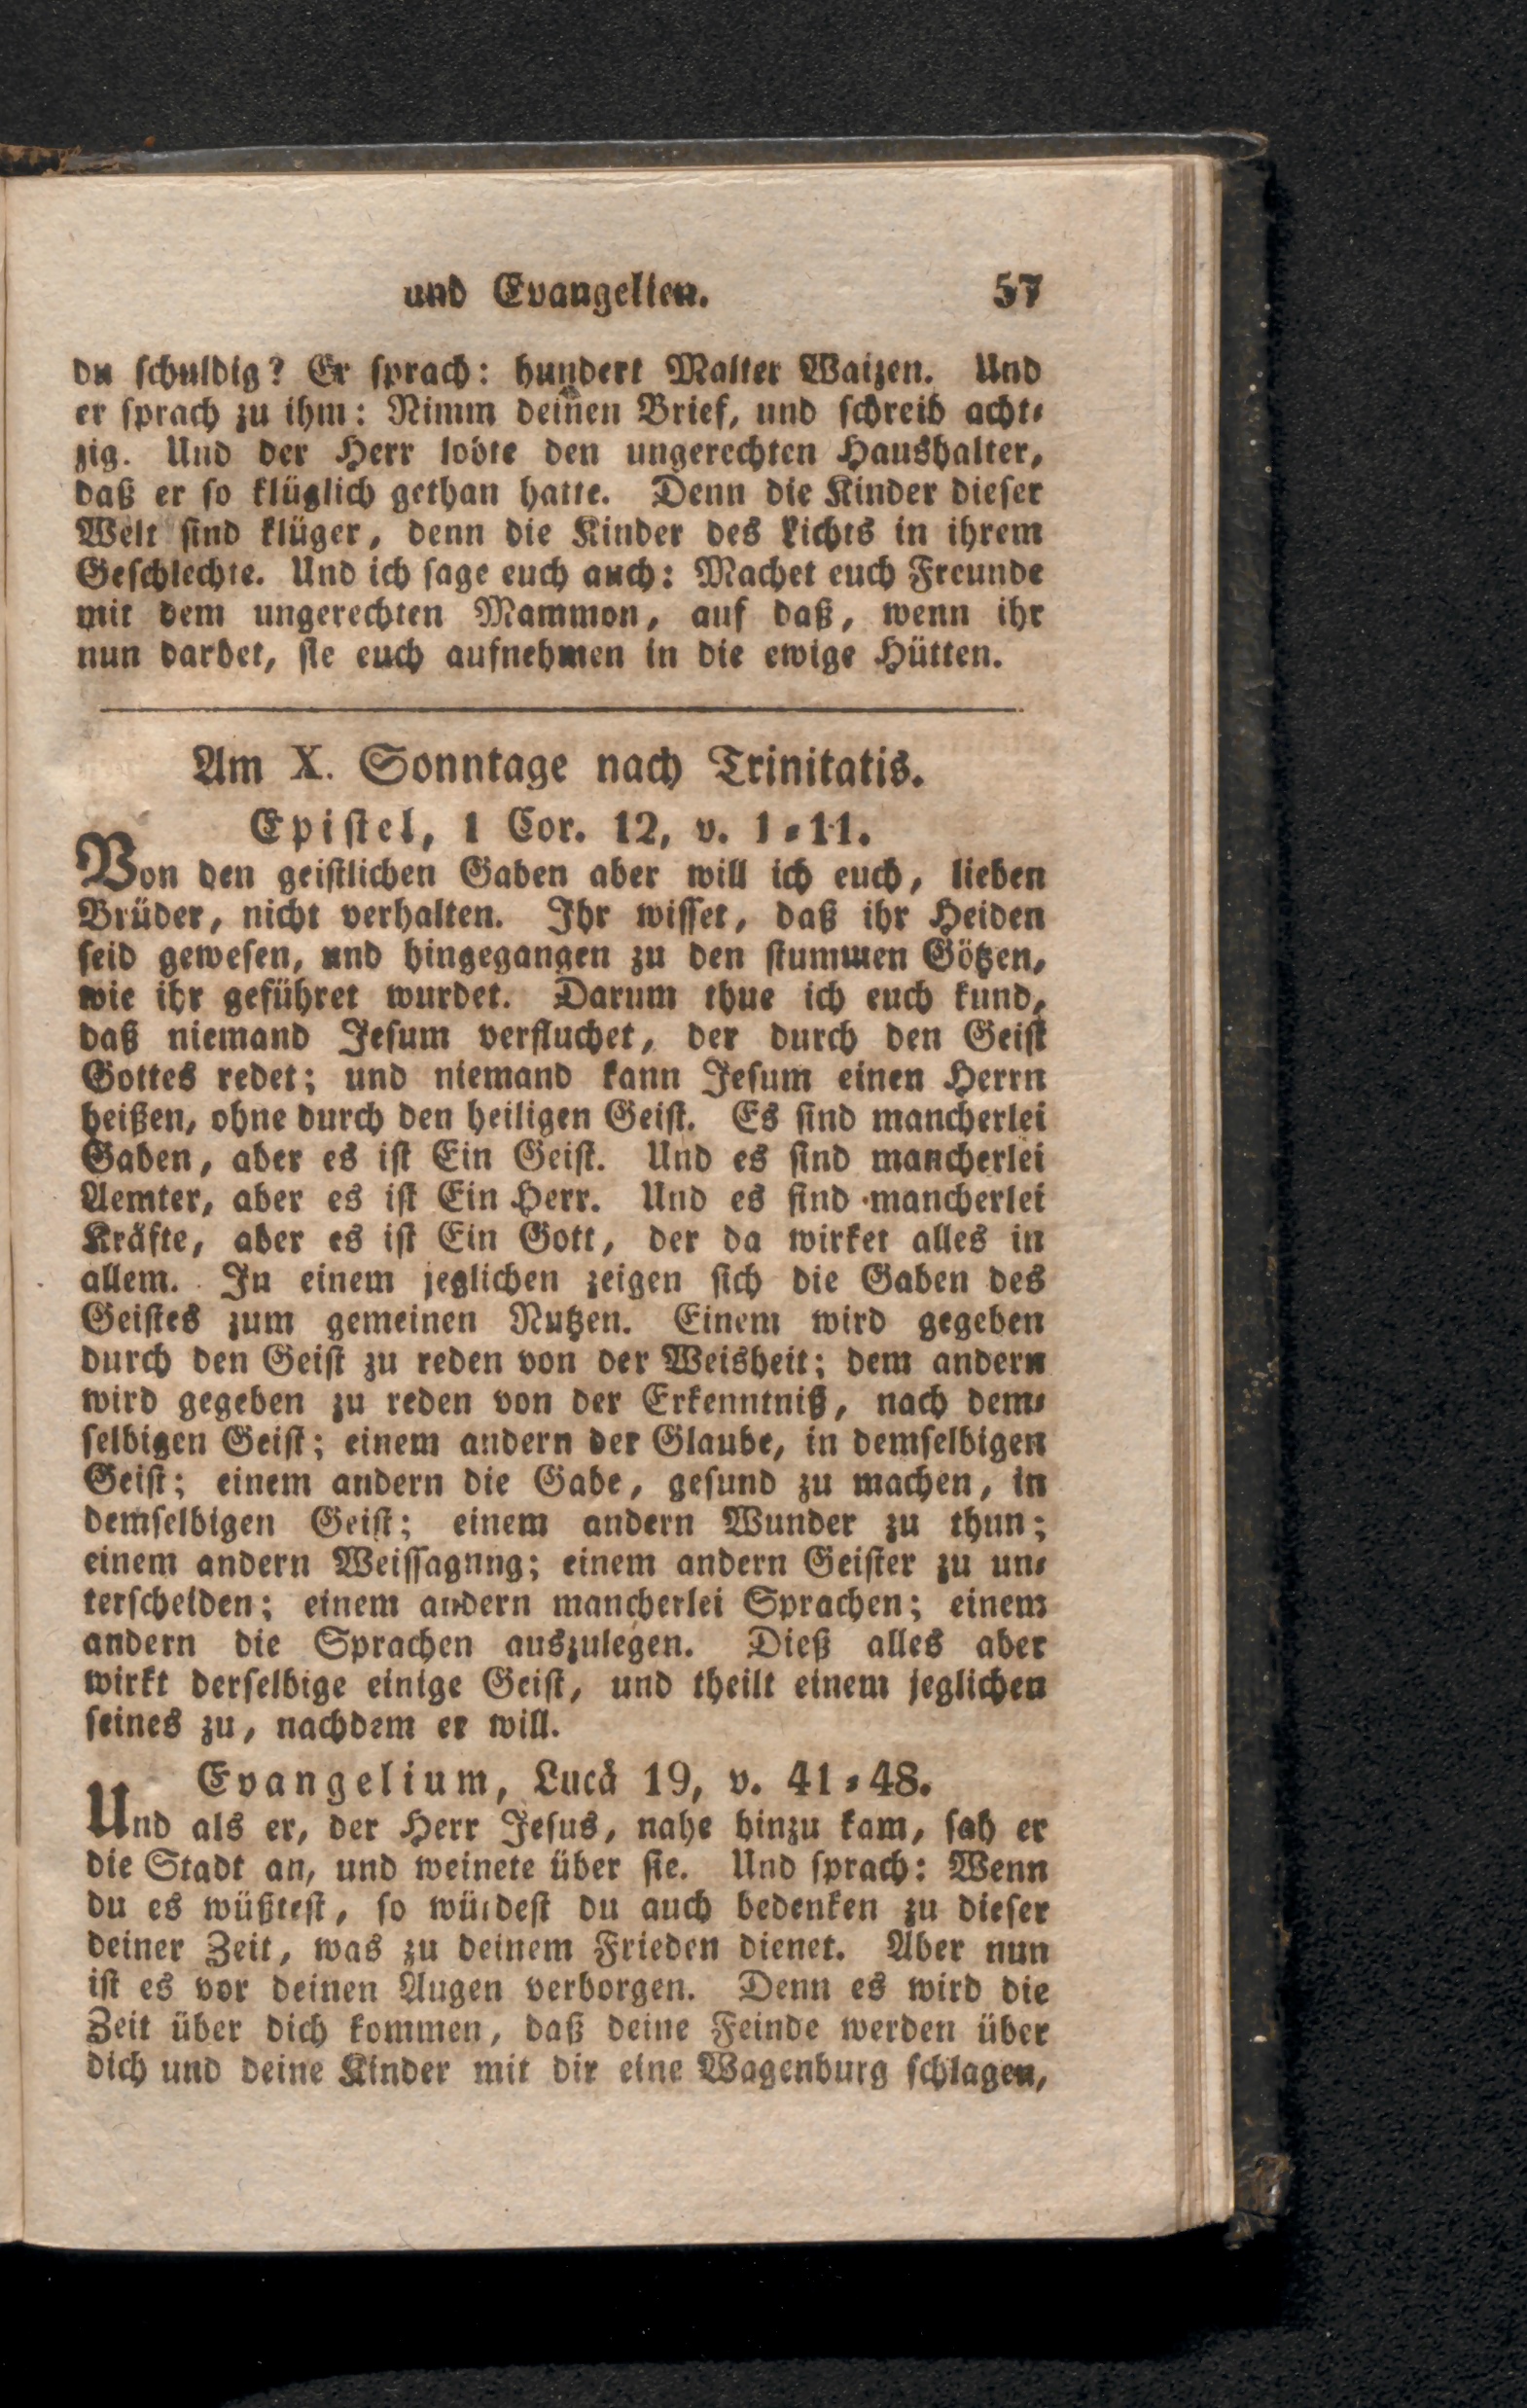 und Evangelien. 57
du schuldig? Er sprach: hundert Malter Waizen. Und
er sprach zu ihm: Nimm deinen Brief, und schreib acht⸗
zig. Und der Herr lobte den ungerechten Haushalter,
daß er so klüglich gethan hatte. Denn die Kinder dieser
Welt sind klüger, denn die Kinder des Lichts in ihrem
Geschlechte. Und ich sage euch auch: Machet euch Freunde
mit dem ungerechten Mammon, auf daß, wenn ihr
nun darbet, sie euch aufnehmen in die ewige Hütten.
Am X. Sonntage nach Trinitatis.
Epistel, 1 Cor. 12, v. 1⸗11.
Von den geistlichen Gaben aber will ich euch, lieben
Brüder, nicht verhalten. Ihr wisset, daß ihr Heiden
seid gewesen, und hingegangen zu den stummen Götzen,
wie ihr geführet wurdet. Darum thue ich euch kund,
daß niemand Jesum verfluchet, der durch den Geist
Gottes redet; und niemand kann Jesum einen Herrn
heißen, ohne durch den heiligen Geist. Es sind mancherlei
Gaben, aber es ist Ein Geist. Und es sind mancherlei
Aemter, aber es ist Ein Herr. Und es sind mancherlei
Kräfte, aber es ist Ein Gott, der da wirket alles in
allem. In einem jeglichen zeigen sich die Gaben des
Geistes zum gemeinen Nutzen. Einem wird gegeben
durch den Geist zu reden von der Weisheit; dem andern
wird gegeben zu reden von der Erkenntniß, nach dem⸗
selbigen Geist; einem andern der Glaube, in demselbigen
Geist; einem andern die Gabe, gesund zu machen, in
demselbigen Geist; einem andern Wunder zu thun;
einem andern Weissagnng; einem andern Geister zu un⸗
terscheiden; einem andern mancherlei Sprachen; einem
andern die Sprachen auszulegen. Dieß alles aber
wirkt derselbige einige Geist, und theilt einem jeglichen
seines zu, nachdem er will.
Evangelium, Lucä 19, v. 41⸗48.
Und als er, der Herr Jesus, nahe hinzu kam, sah er
die Stadt an, und weinete über sie. Und sprach: Wenn
du es wüßtest, so würdest du auch bedenken zu dieser
deiner Zeit, was zu deinem Frieden dienet. Aber nun
ist es vor deinen Augen verborgen. Denn es wird die
Zeit über dich kommen, daß deine Feinde werden über
dich und deine Kinder mit dir eine Wagenburg schlagen,